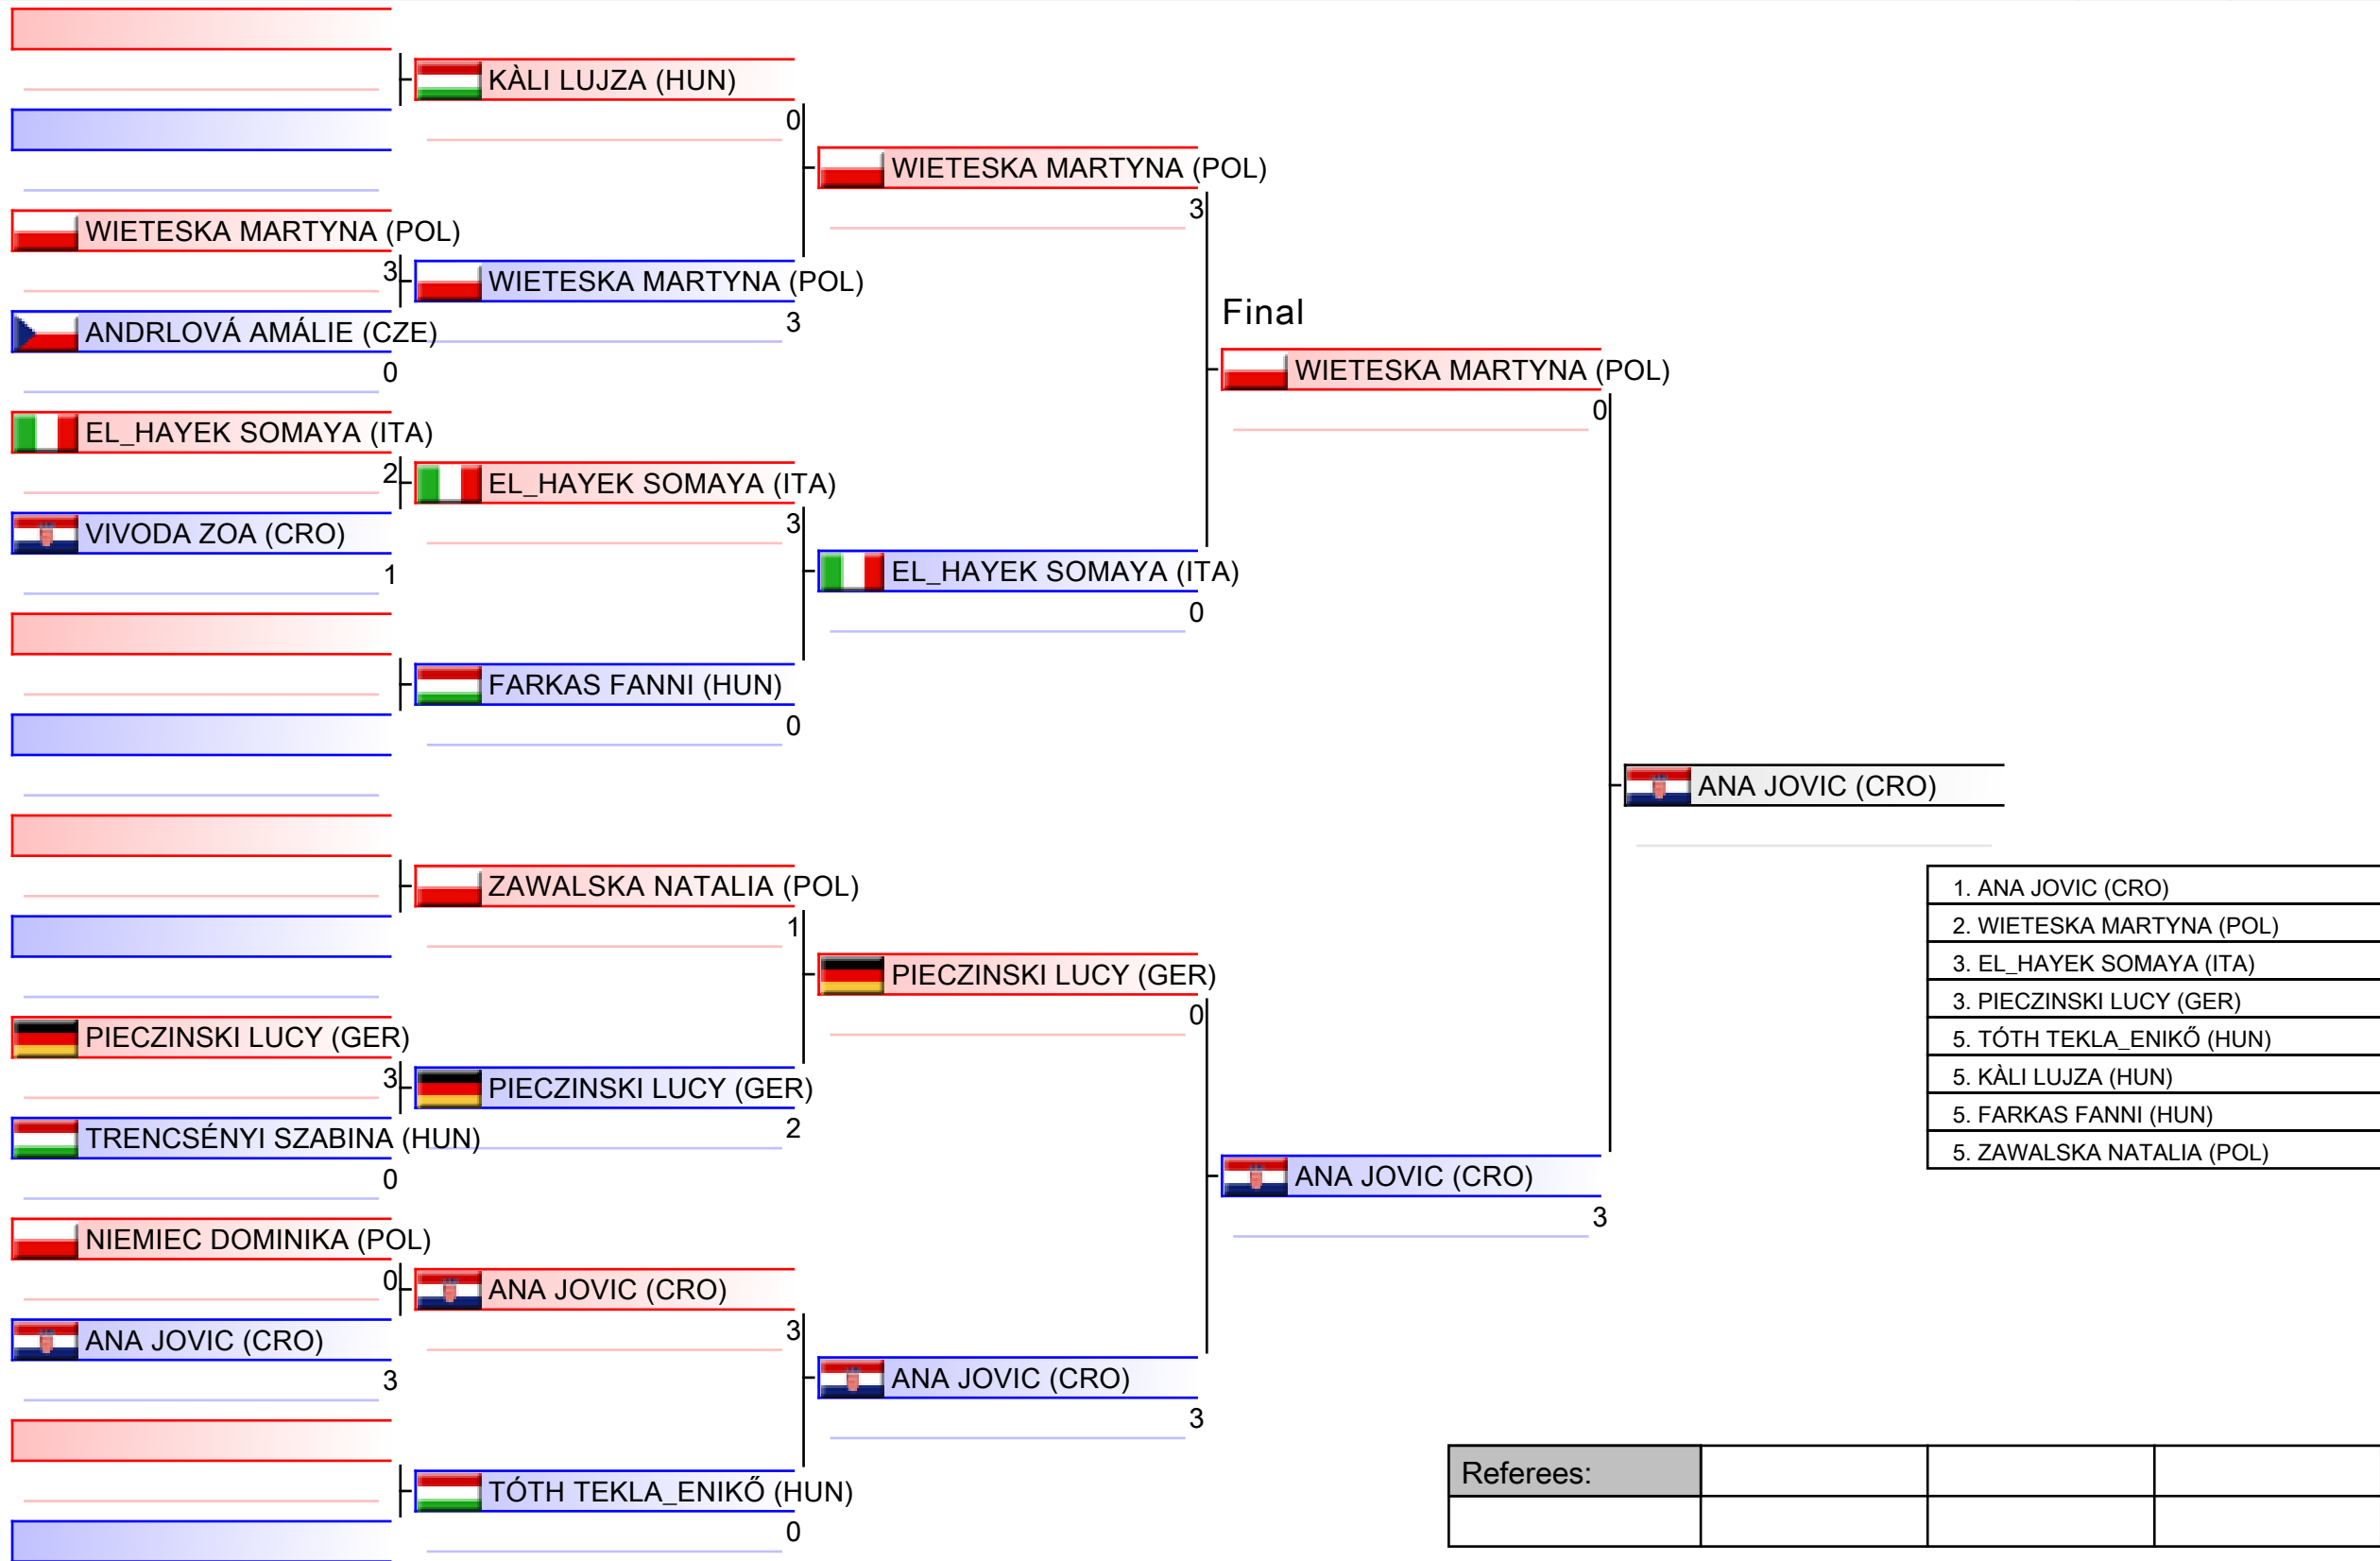 KÀLI LUJZA (HUN)
0
WIETESKA MARTYNA (POL)
3
WIETESKA MARTYNA (POL)
3
WIETESKA MARTYNA (POL)
3
ANDRLOVÁ AMÁLIE (CZE)
0
Final
WIETESKA MARTYNA (POL)
0
EL_HAYEK SOMAYA (ITA)
2
EL_HAYEK SOMAYA (ITA)
3
VIVODA ZOA (CRO)
1
EL_HAYEK SOMAYA (ITA)
0
FARKAS FANNI (HUN)
0
ANA JOVIC (CRO)
ZAWALSKA NATALIA (POL)
1
PIECZINSKI LUCY (GER)
0
PIECZINSKI LUCY (GER)
3
PIECZINSKI LUCY (GER)
2
TRENCSÉNYI SZABINA (HUN)
0
ANA JOVIC (CRO)
3
NIEMIEC DOMINIKA (POL)
0
ANA JOVIC (CRO)
3
ANA JOVIC (CRO)
3
ANA JOVIC (CRO)
3
TÓTH TEKLA_ENIKŐ (HUN)
0
1. ANA JOVIC (CRO)
2. WIETESKA MARTYNA (POL)
3. EL_HAYEK SOMAYA (ITA)
3. PIECZINSKI LUCY (GER)
5. TÓTH TEKLA_ENIKŐ (HUN)
5. KÀLI LUJZA (HUN)
5. FARKAS FANNI (HUN)
5. ZAWALSKA NATALIA (POL)
Referees: